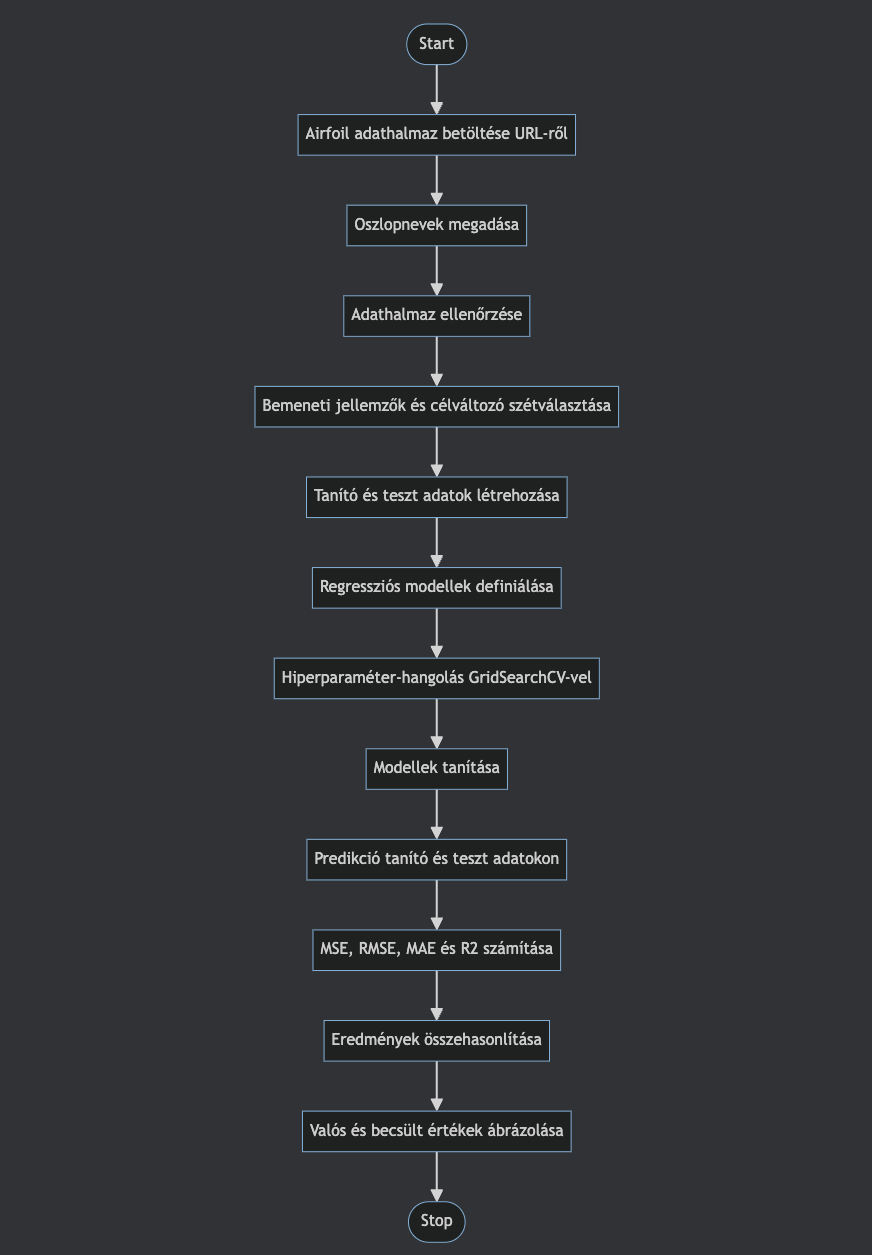 Start
Airfoil adathalmaz betöltése URL-ről
Oszlopnevek megadása
Adathalmaz ellenőrzése
Bemeneti jellemzők és célváltozó szétválasztása
Tanító és teszt adatok létrehozása
Regressziós modellek definiálása
Hiperparaméter-hangolás GridSearchCV-vel
Modellek tanítása
Predikció tanító és teszt adatokon
MSE, RMSE, MAE és R2 számítása
Eredmények összehasonlítása
Valós és becsült értékek ábrázolása
Stop